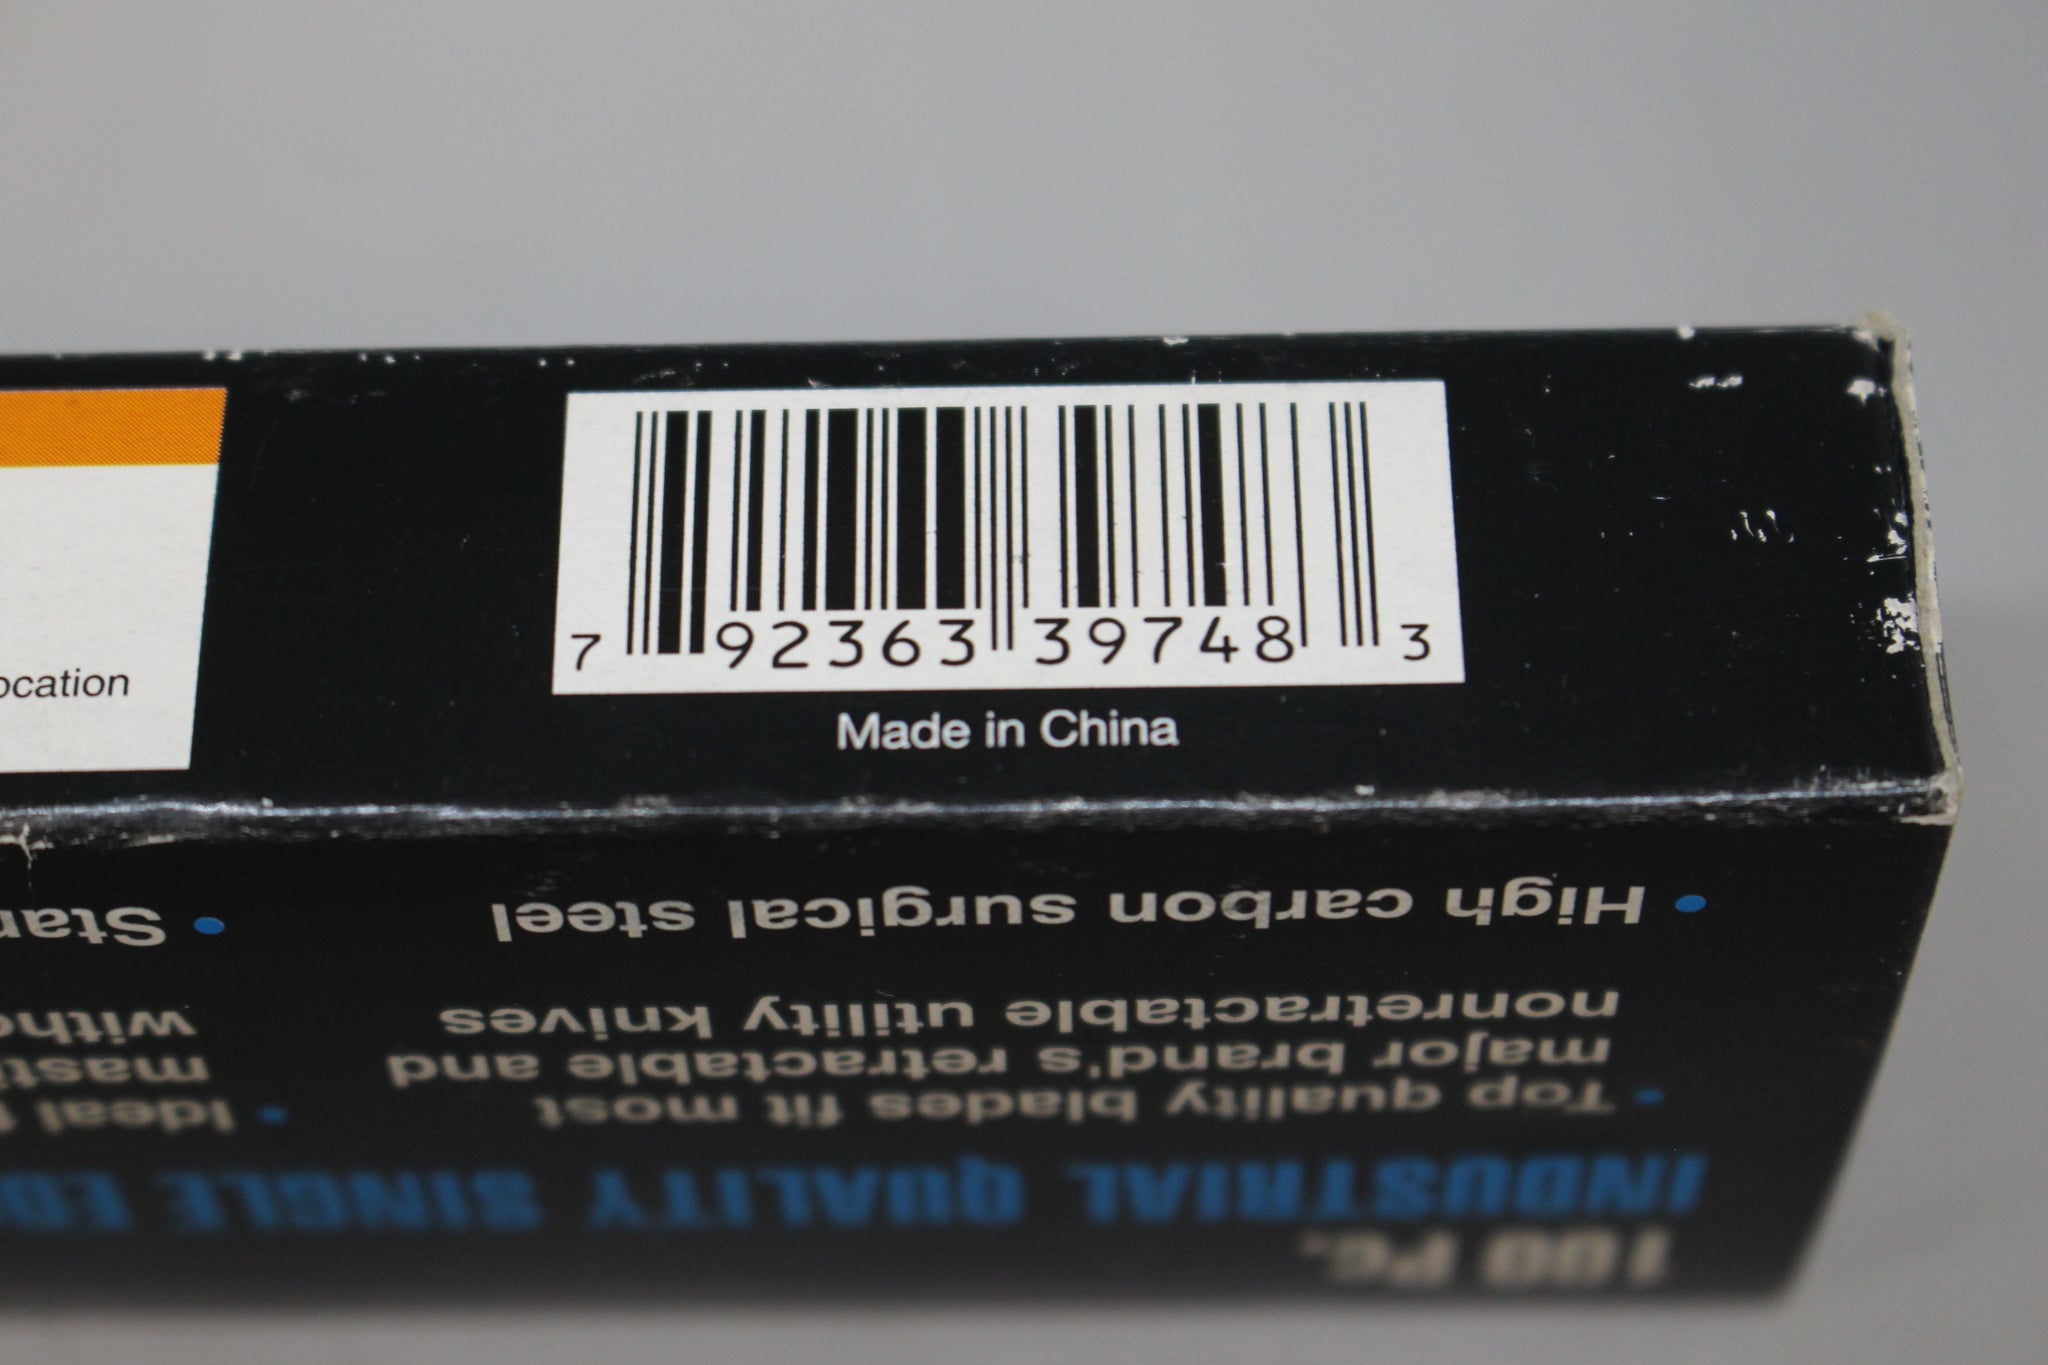 ocation
7 92363 39748 3
Made in China
100 Pc.
INDUSTRIAL QUALITY SINGLE
• Top quality blades fit most
major brand's retractable and
nonretractable utility knives
• High carbon surgical steel
• Ideal